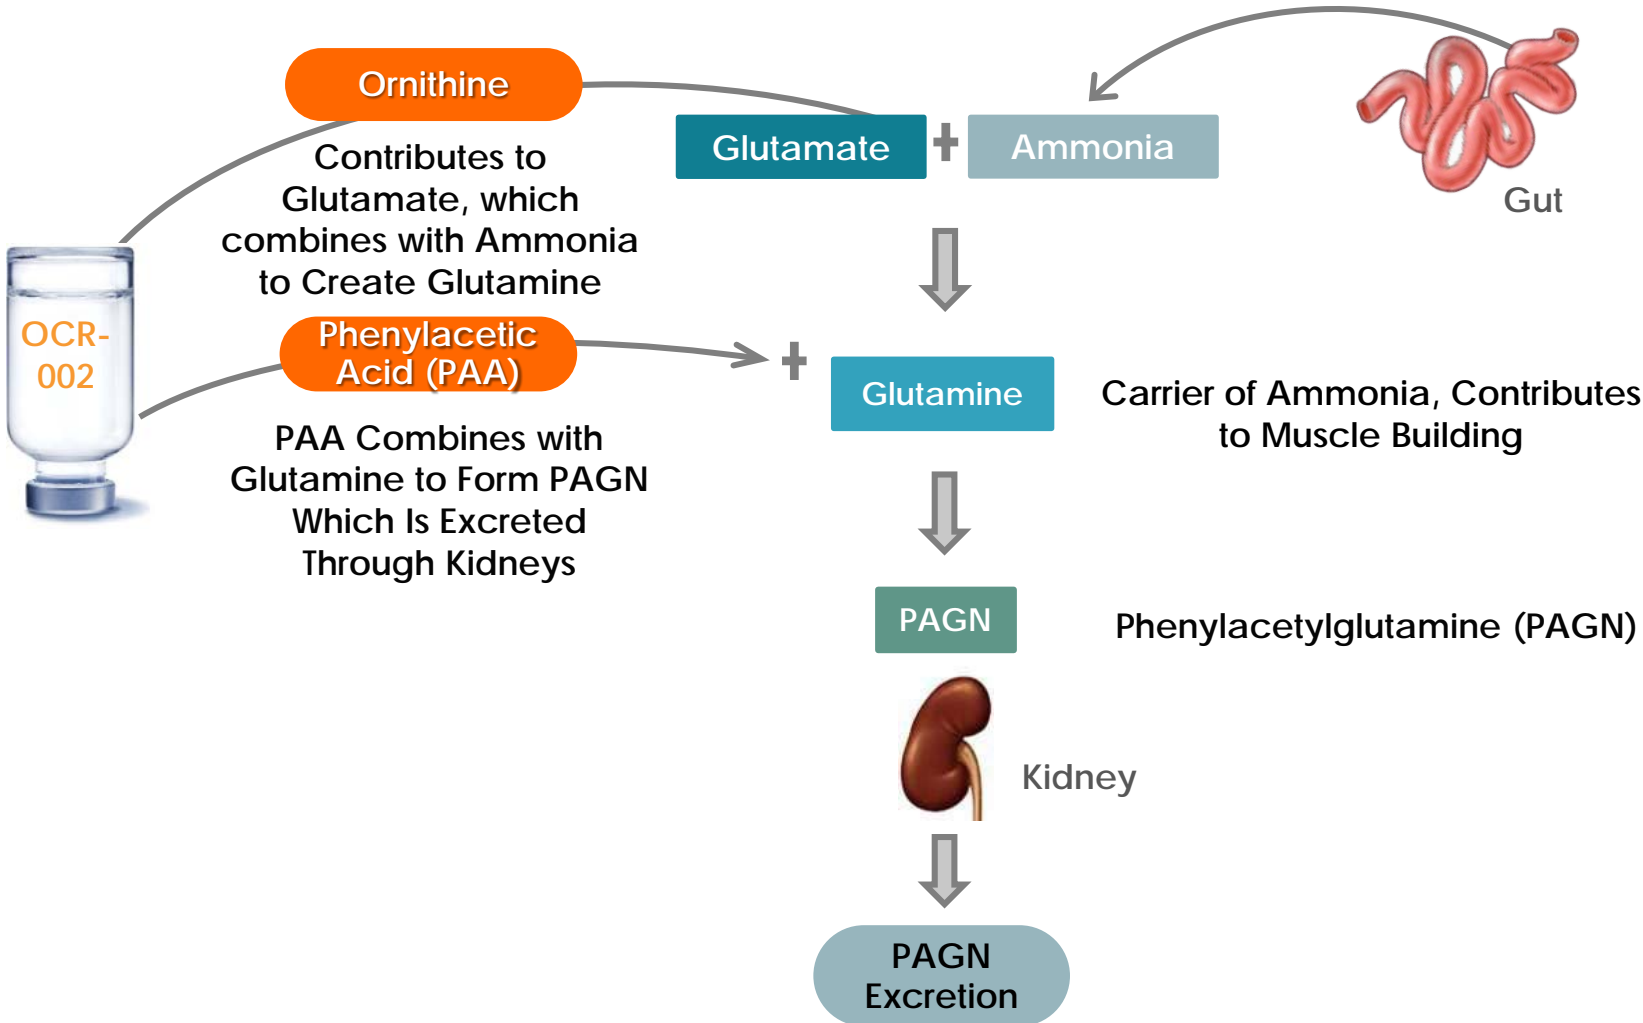 Ornithine
Contributes to
Glutamate, which
combines with Ammonia
to Create Glutamine
Glutamate
+
Ammonia
Gut
OCR-
002
Phenylacetic
Acid (PAA)
+
Glutamine
Carrier of Ammonia, Contributes
to Muscle Building
PAA Combines with
Glutamine to Form PAGN
Which Is Excreted
Through Kidneys
PAGN
Phenylacetylglutamine (PAGN)
Kidney
PAGN
Excretion